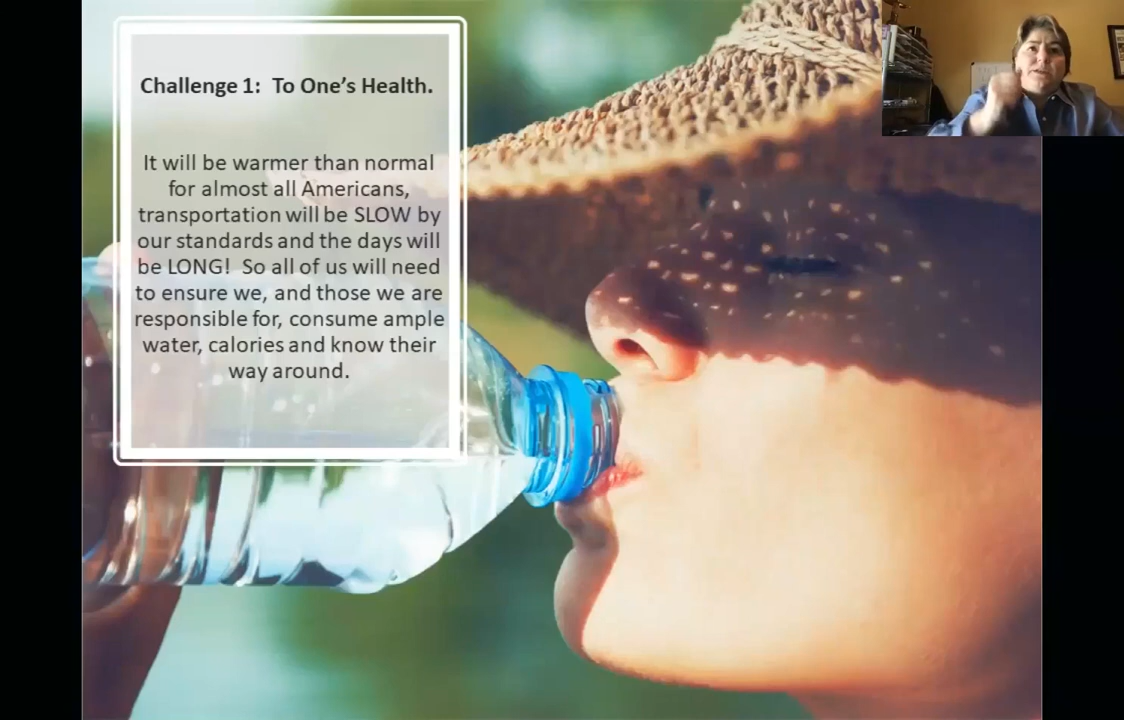 Challenge 1:  To One's Health.
It will be warmer than normal
for almost all Americans,
transportation will be SLOW by
our standards and the days will
be LONG!  So all of us will need
to ensure we, and those we are
responsible for, consume ample
water, calories and know their
way around.